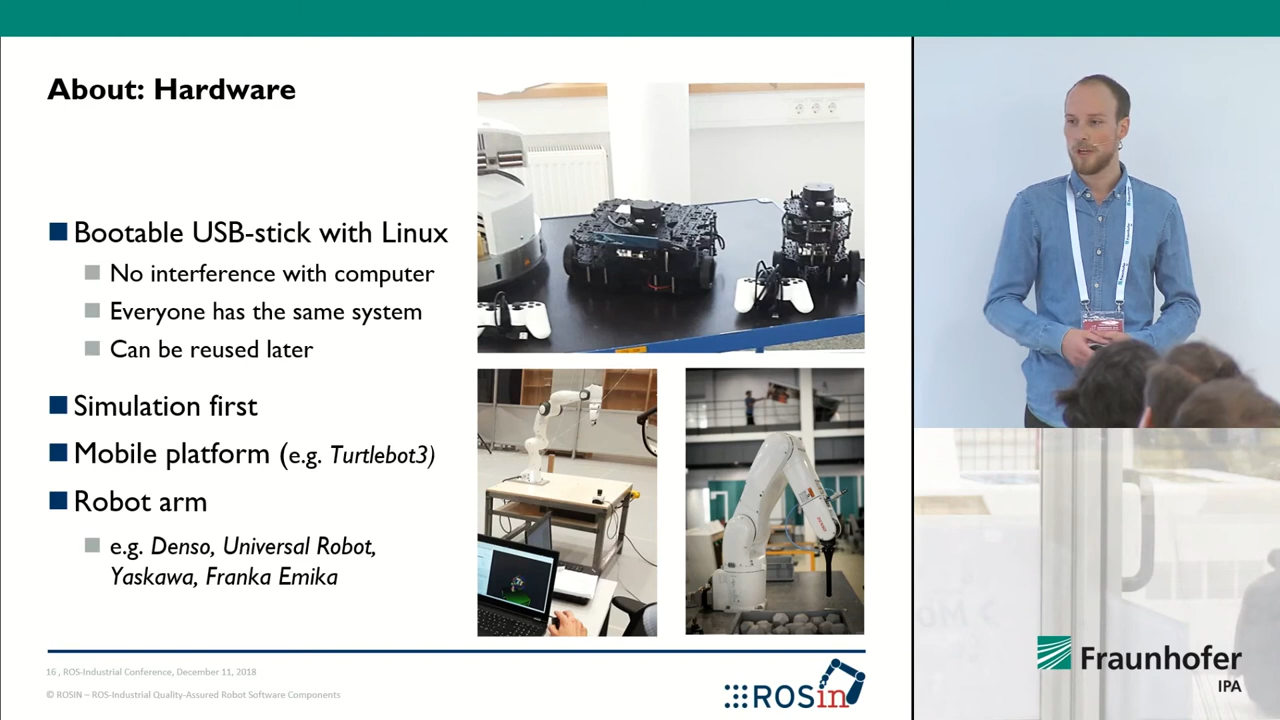 About: Hardware
Bootable USB-stick with Linux
No interference with computer
Everyone has the same system
Can be reused later
Simulation first
Mobile platform (e.g. Turtlebot3)
Robot arm
e.g. Denso, Universal Robot,
Yaskawa, Franka Emika
16 , ROS-Industrial Conference, December 11, 2018
© ROSIN – ROS-Industrial Quality-Assured Robot Software Components
ROSin
Fraunhofer
IPA